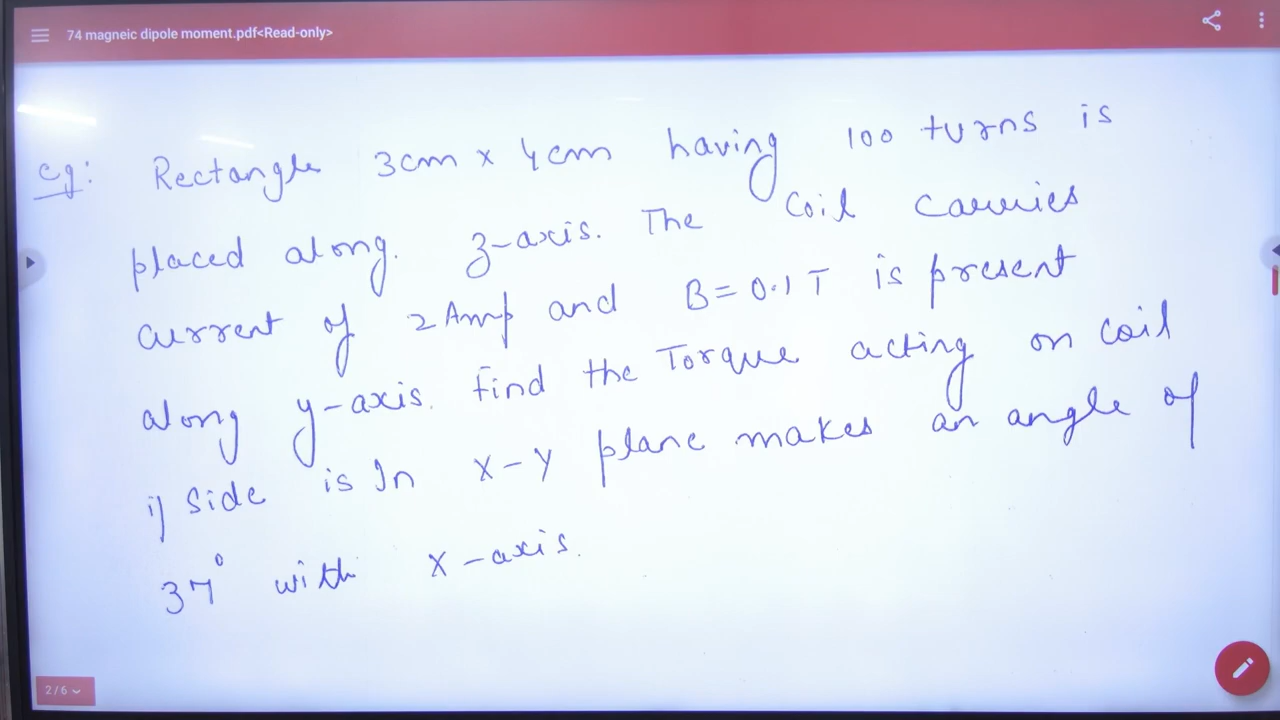 74 magneic dipole moment.pdf<Read-only>
eg: Rectangle 3cm x 4cm having 100 turns is
placed along. z-axis. The coil carries
current of 2 Amp and B = 0.1 T is present
along y-axis. find the Torque acting on coil
i) side is In x-y plane makes an angle of
37° with x-axis.
2/6